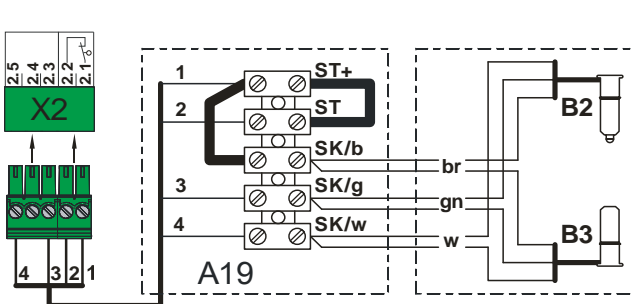 2.5 2.4 2.3 2.2 2.1
X2
4 3 2 1
1 ST+
2 ST
SK/b
3 SK/g
4 SK/w
A19
br
gn
w
B2
B3